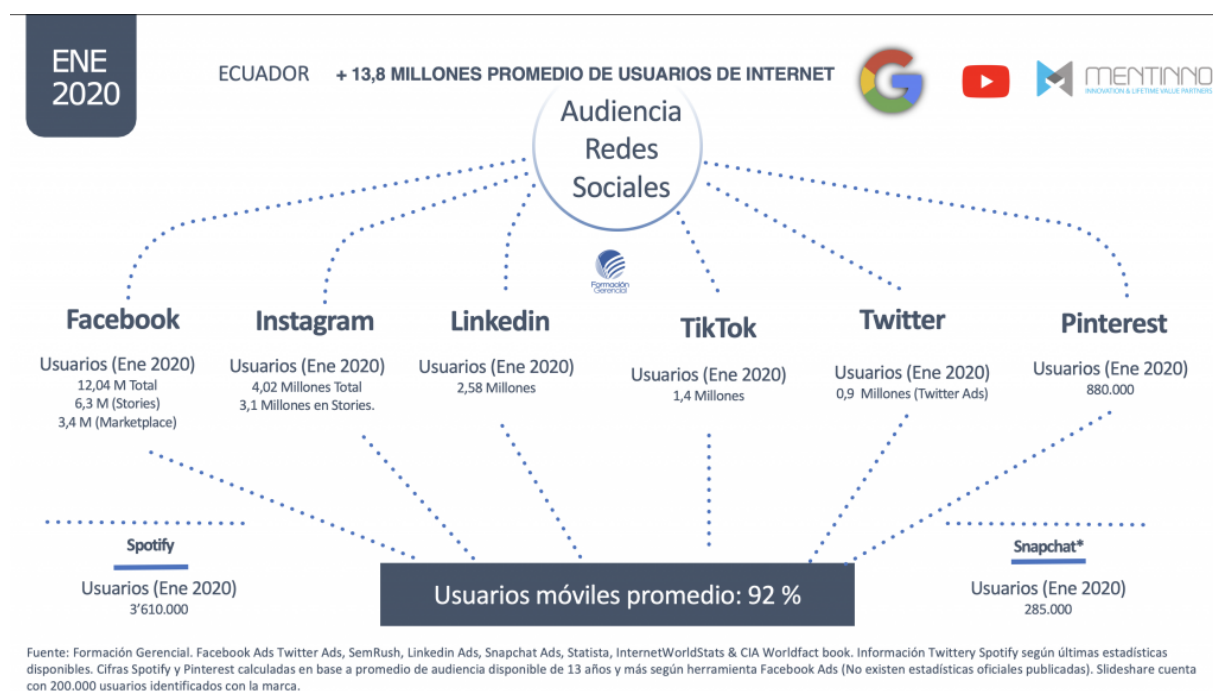 ENE
2020
ECUADOR + 13,8 MILLONES PROMEDIO DE USUARIOS DE INTERNET
MENTINNO
INNOVATION & LIFETIME VALUE PARTNERS
Audiencia
Redes
Sociales
Formación
Gerencial
Facebook
Usuarios (Ene 2020)
12,04 M Total
6,3 M (Stories)
3,4 M (Marketplace)
Instagram
Usuarios (Ene 2020)
4,02 Millones Total
3,1 Millones en Stories.
Linkedin
Usuarios (Ene 2020)
2,58 Millones
TikTok
Usuarios (Ene 2020)
1,4 Millones
Twitter
Usuarios (Ene 2020)
0,9 Millones (Twitter Ads)
Pinterest
Usuarios (Ene 2020)
880.000
Spotify
Usuarios (Ene 2020)
3'610.000
Usuarios móviles promedio: 92 %
Snapchat*
Usuarios (Ene 2020)
285.000
Fuente: Formación Gerencial. Facebook Ads Twitter Ads, SemRush, Linkedin Ads, Snapchat Ads, Statista, InternetWorldStats & CIA Worldfact book. Información Twittery Spotify según últimas estadísticas
disponibles. Cifras Spotify y Pinterest calculadas en base a promedio de audiencia disponible de 13 años y más según herramienta Facebook Ads (No existen estadísticas oficiales publicadas). Slideshare cuenta
con 200.000 usuarios identificados con la marca.